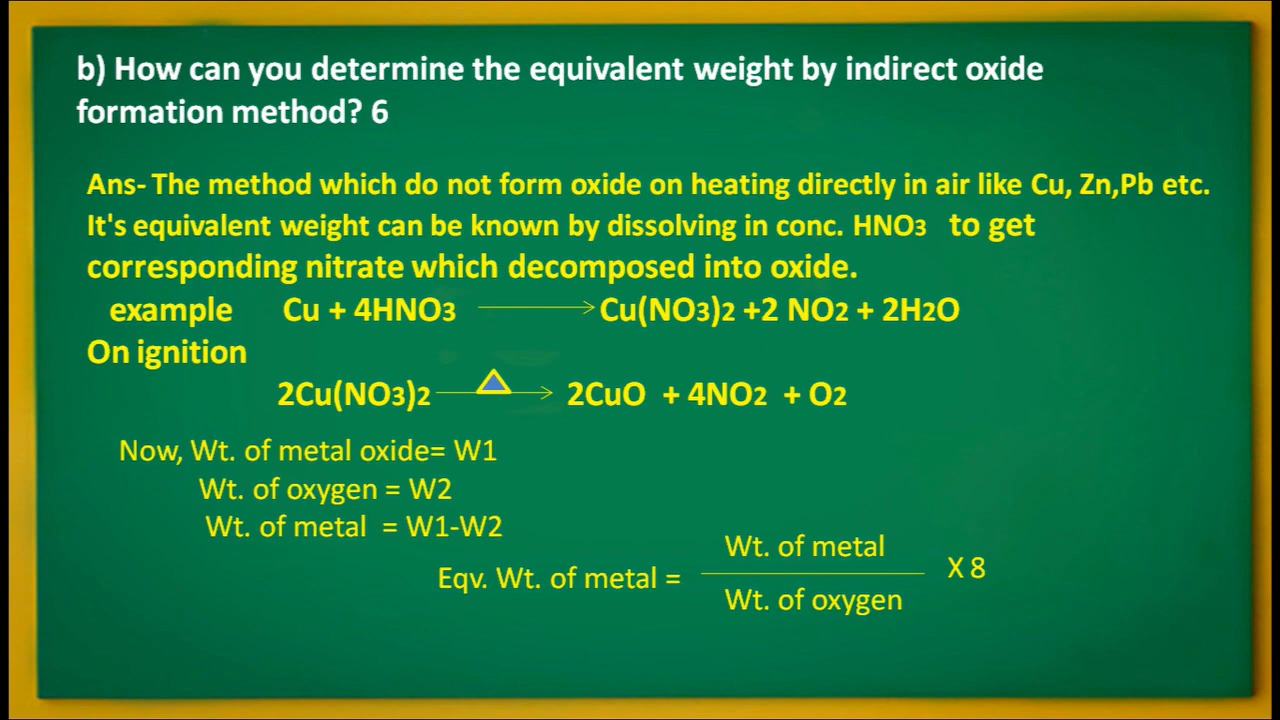 b) How can you determine the equivalent weight by indirect oxide
formation method? 6
Ans- The method which do not form oxide on heating directly in air like Cu, Zn,Pb etc.
It's equivalent weight can be known by dissolving in conc. HNO3 to get
corresponding nitrate which decomposed into oxide.
example Cu + 4HNO3 ⟶ Cu(NO3)2 +2 NO2 + 2H2O
On ignition
2Cu(NO3)2 —Δ→ 2CuO + 4NO2 + O2
Now, Wt. of metal oxide= W1
Wt. of oxygen = W2
Wt. of metal = W1-W2
Wt. of metal
Eqv. Wt. of metal = X 8
Wt. of oxygen